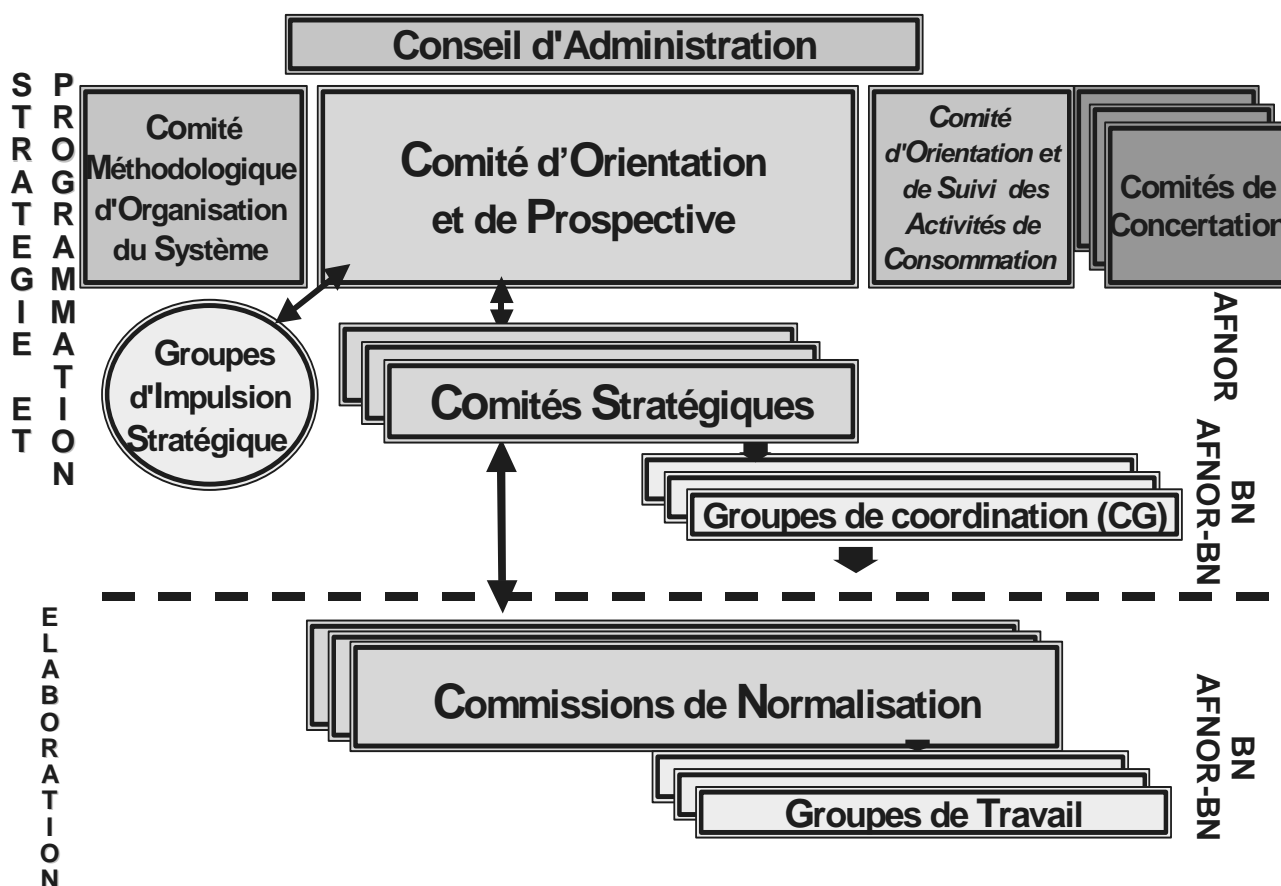 Conseil d'Administration
STRATEGIE ET
PROGRAMMATION
Comité
Méthodologique
d'Organisation
du Système
Comité d'Orientation
et de Prospective
Comité
d'Orientation et
de Suivi des
Activités de
Consommation
Comités de
Concertation
AFNOR
Groupes
d'Impulsion
Stratégique
Comités Stratégiques
Groupes de coordination (CG)
BN
AFNOR-BN
ELABORATION
Commissions de Normalisation
Groupes de Travail
BN
AFNOR-BN